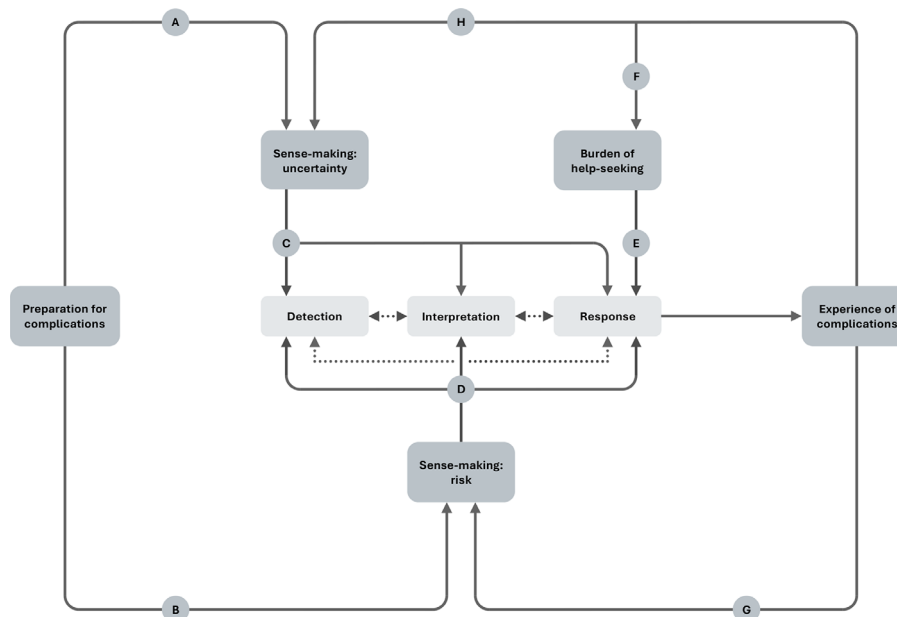 A
H
F
Sense-making:
uncertainty
Burden of
help-seeking
C
E
Preparation for
complications
Detection
Interpretation
Response
Experience of
complications
D
Sense-making:
risk
B
G